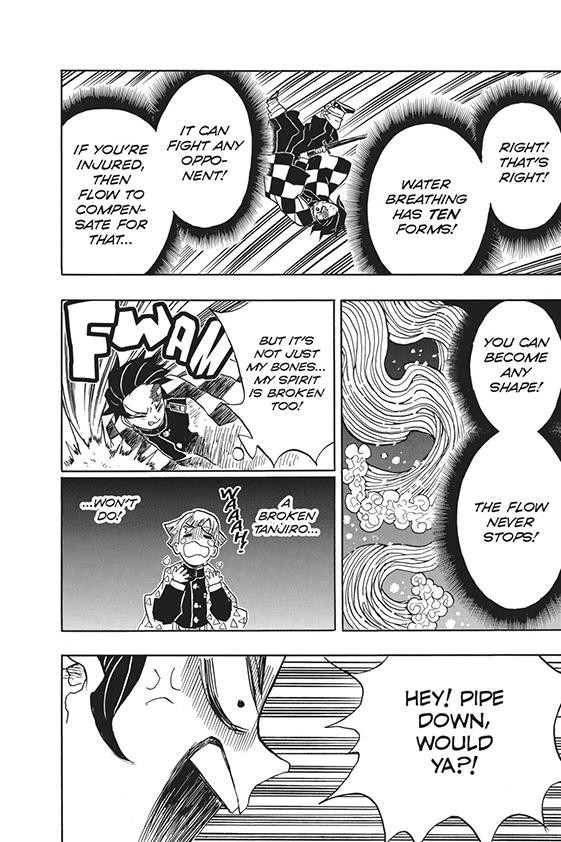 RIGHT!
THAT'S
RIGHT!
WATER
BREATHING
HAS TEN
FORMS!
IT CAN
FIGHT ANY
OPPO-
NENT!
IF YOU'RE
INJURED,
THEN
FLOW TO
COMPEN-
SATE FOR
THAT...
YOU CAN
BECOME
ANY
SHAPE!
THE FLOW
NEVER
STOPS!
BUT IT'S
NOT JUST
MY BONES...
MY SPIRIT
IS BROKEN
TOO!
FWAM
A
BROKEN
TANJIRO...
WAAAH!
...WON'T
DO!
HEY! PIPE
DOWN,
WOULD
YA?!